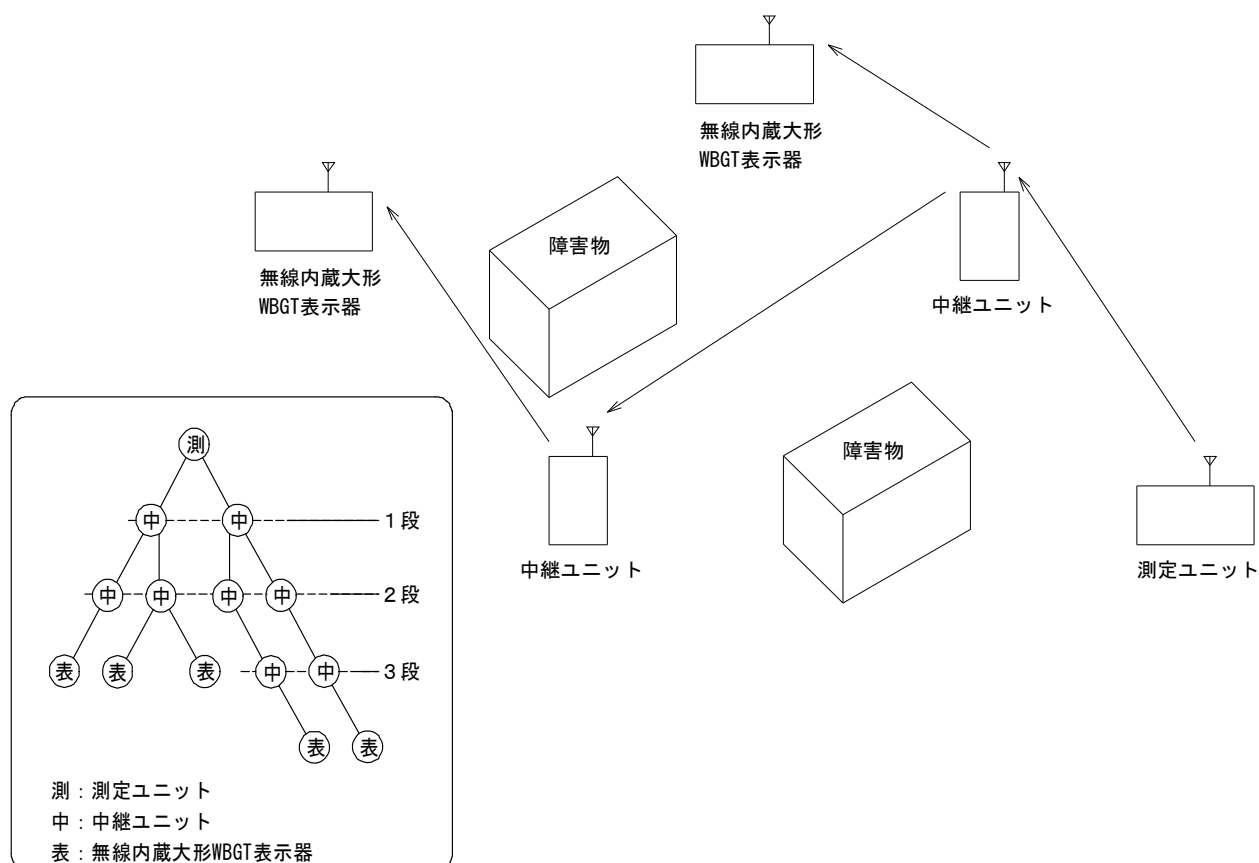 無線内蔵大形
WBGT表示器
無線内蔵大形
WBGT表示器
障害物
中継ユニット
障害物
中継ユニット
測定ユニット
測
中 中 1段
中 中 中 中 2段
表 表 表 中 中 3段
表 表
測：測定ユニット
中：中継ユニット
表：無線内蔵大形WBGT表示器